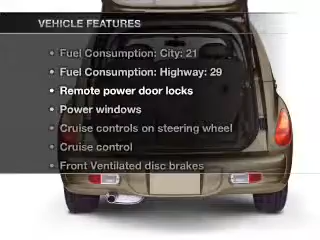 VEHICLE FEATURES
• Fuel Consumption: City: 21
• Fuel Consumption: Highway: 29
• Remote power door locks
• Power windows
• Cruise controls on steering wheel
• Cruise control
• Front Ventilated disc brakes